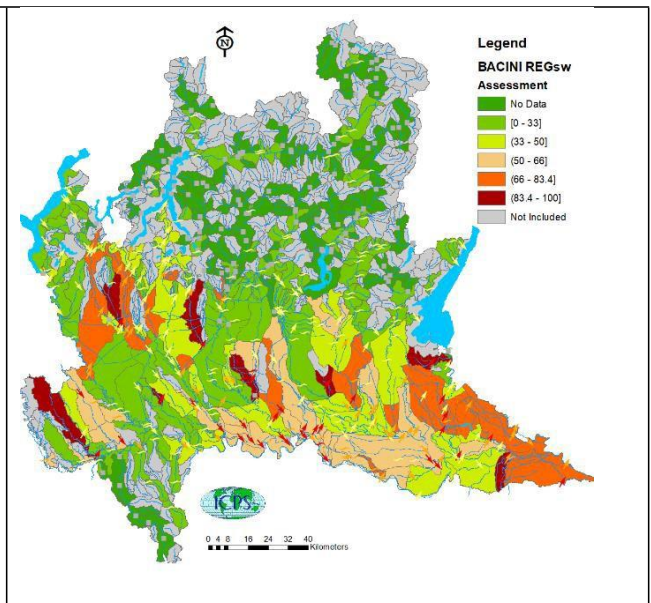 N
Legend
BACINI REGsw
Assessment
No Data
[0 - 33]
(33 - 50]
(50 - 66]
(66 - 83.4]
(83.4 - 100]
Not Included
ICPS
0 4 8 16 24 32 40
Kilometers